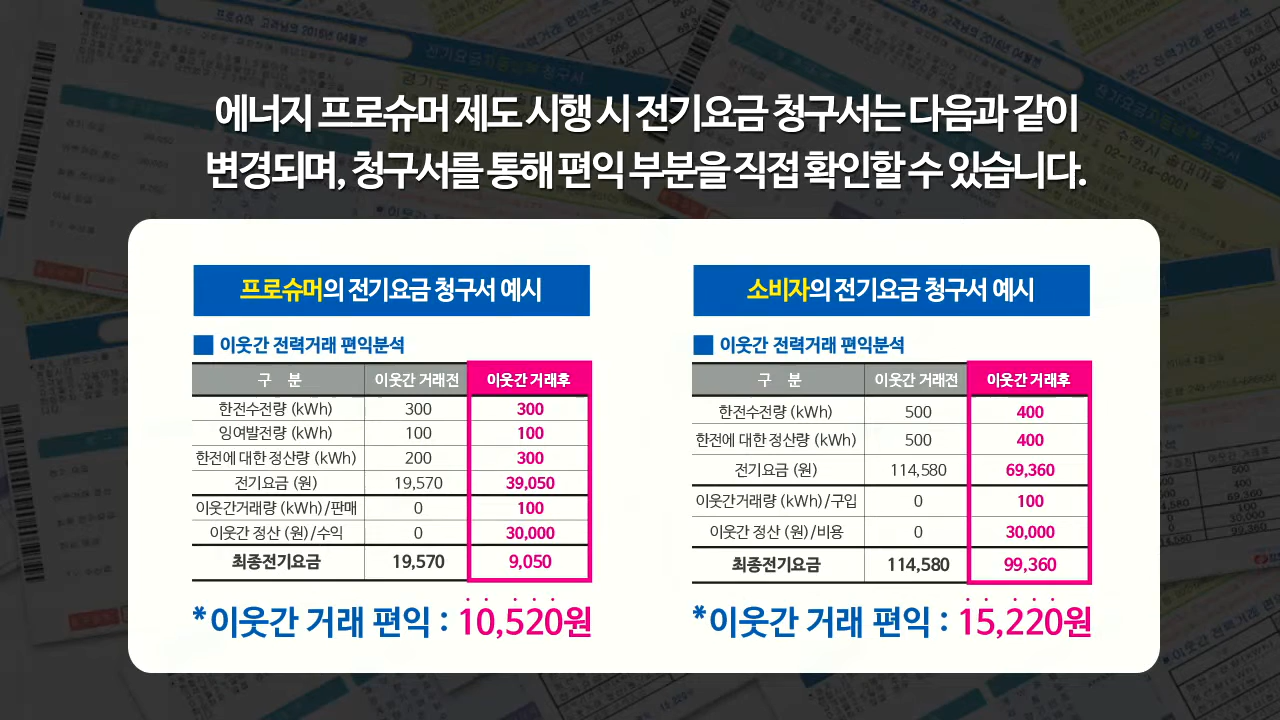 에너지 프로슈머 제도 시행 시 전기요금 청구서는 다음과 같이
변경되며, 청구서를 통해 편익 부분을 직접 확인할 수 있습니다.
프로슈머의 전기요금 청구서 예시
■ 이웃간 전력거래 편익분석
구 분 이웃간 거래전 이웃간 거래후
한전수전량 (kWh) 300 300
잉여발전량 (kWh) 100 100
한전에 대한 정산량 (kWh) 200 300
전기요금 (원) 19,570 39,050
이웃간거래량 (kWh)/판매 0 100
이웃간 정산 (원)/수익 0 30,000
최종전기요금 19,570 9,050
*이웃간 거래 편익 : 10,520원
소비자의 전기요금 청구서 예시
■ 이웃간 전력거래 편익분석
구 분 이웃간 거래전 이웃간 거래후
한전수전량 (kWh) 500 400
한전에 대한 정산량 (kWh) 500 400
전기요금 (원) 114,580 69,360
이웃간거래량 (kWh)/구입 0 100
이웃간 정산 (원)/비용 0 30,000
최종전기요금 114,580 99,360
*이웃간 거래 편익 : 15,220원